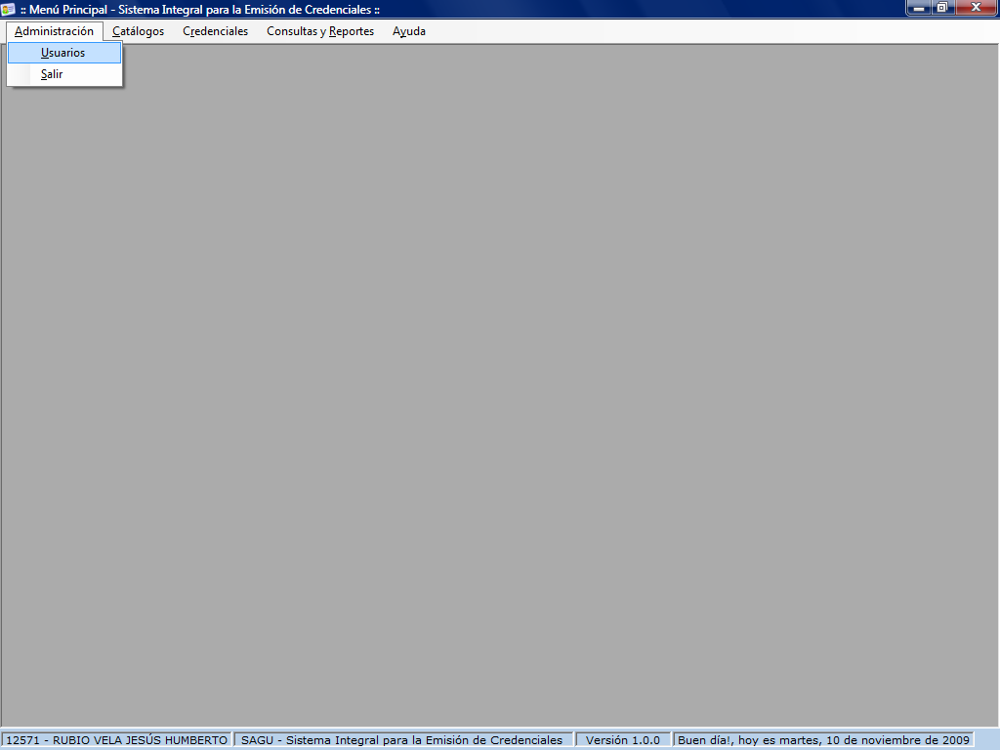 :: Menú Principal - Sistema Integral para la Emisión de Credenciales ::
Administración Catálogos Credenciales Consultas y Reportes Ayuda
Usuarios
Salir
12571 - RUBIO VELA JESÚS HUMBERTO SAGU - Sistema Integral para la Emisión de Credenciales Versión 1.0.0 Buen día!, hoy es martes, 10 de noviembre de 2009